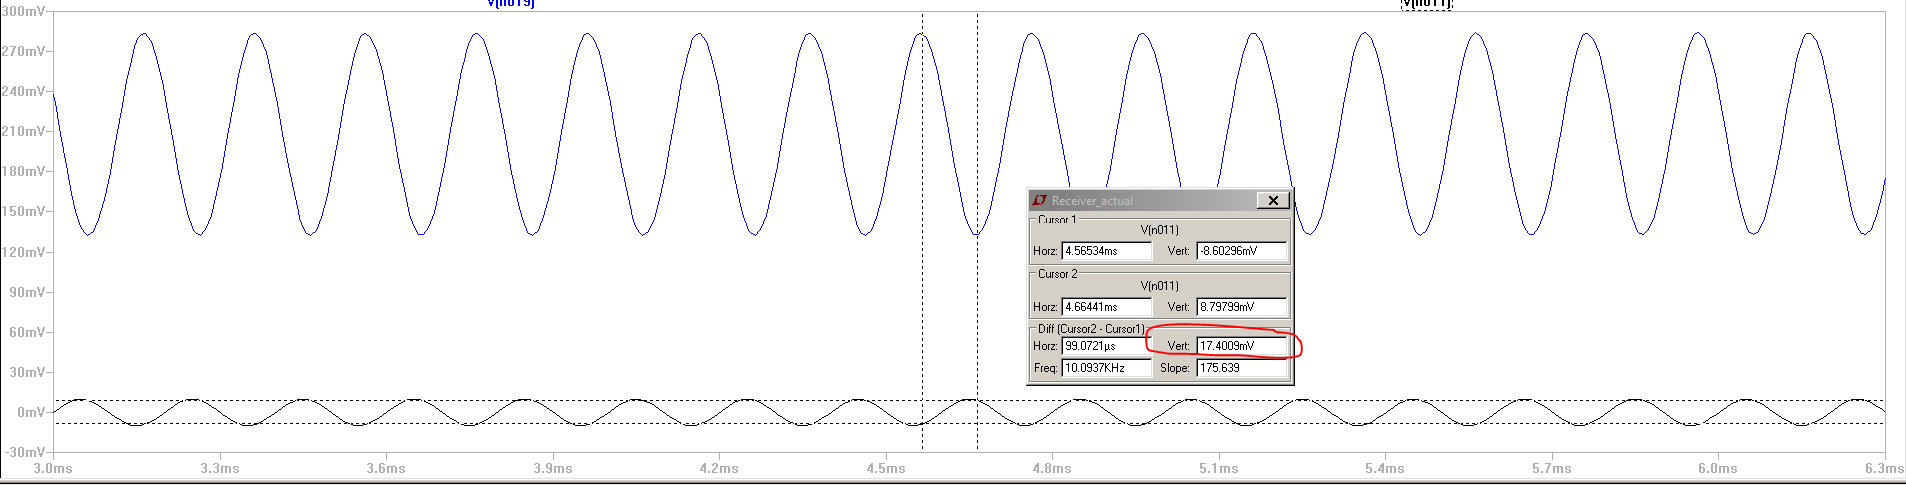 V(n019) V(n011)
300mV
270mV
240mV
210mV
180mV
150mV
120mV
90mV
60mV
30mV
0mV
-30mV
3.0ms 3.3ms 3.6ms 3.9ms 4.2ms 4.5ms 4.8ms 5.1ms 5.4ms 5.7ms 6.0ms 6.3ms
Receiver_actual
Cursor 1
V(n011)
Horz: 4.56534ms Vert: -8.60296mV
Cursor 2
V(n011)
Horz: 4.66441ms Vert: 8.79799mV
Diff (Cursor2 - Cursor1)
Horz: 99.0721µs Vert: 17.4009mV
Freq: 10.0937KHz Slope: 175.639